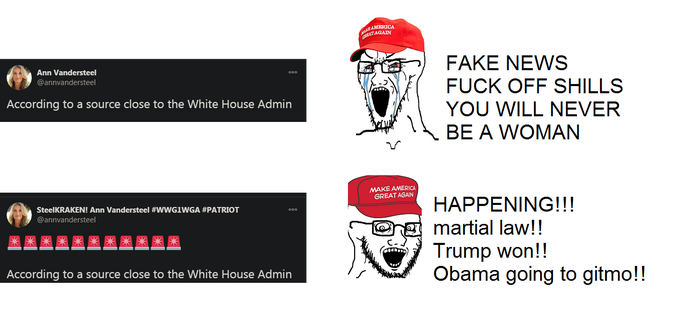 MAKE AMERICA
GREAT AGAIN
Ann Vandersteel
@annvandersteel
According to a source close to the White House Admin
FAKE NEWS
FUCK OFF SHILLS
YOU WILL NEVER
BE A WOMAN
SteelKRAKEN! Ann Vandersteel #WWG1WGA #PATRIOT
@annvandersteel
According to a source close to the White House Admin
MAKE AMERICA
GREAT AGAIN
HAPPENING!!!
martial law!!
Trump won!!
Obama going to gitmo!!